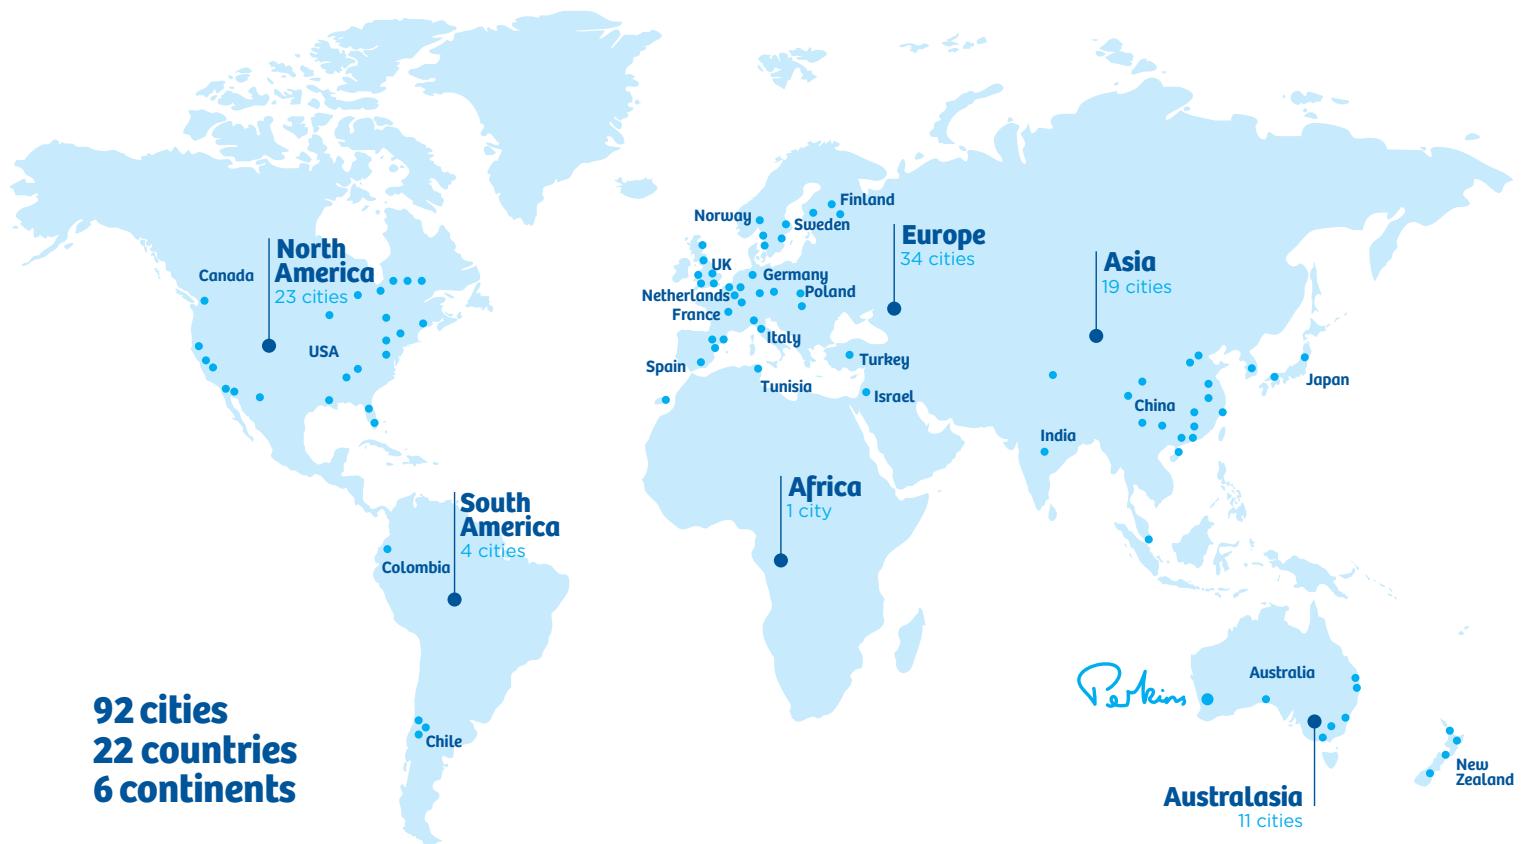 Finland
Norway
Sweden
Europe
34 cities
North
America
23 cities
Canada
UK
Germany
Asia
19 cities
Netherlands
Poland
France
Italy
USA
Spain
Turkey
Tunisia
Israel
Japan
China
India
Africa
1 city
South
America
4 cities
Colombia
Australia
Perkins
92 cities
22 countries
6 continents
Chile
New
Zealand
Australasia
11 cities